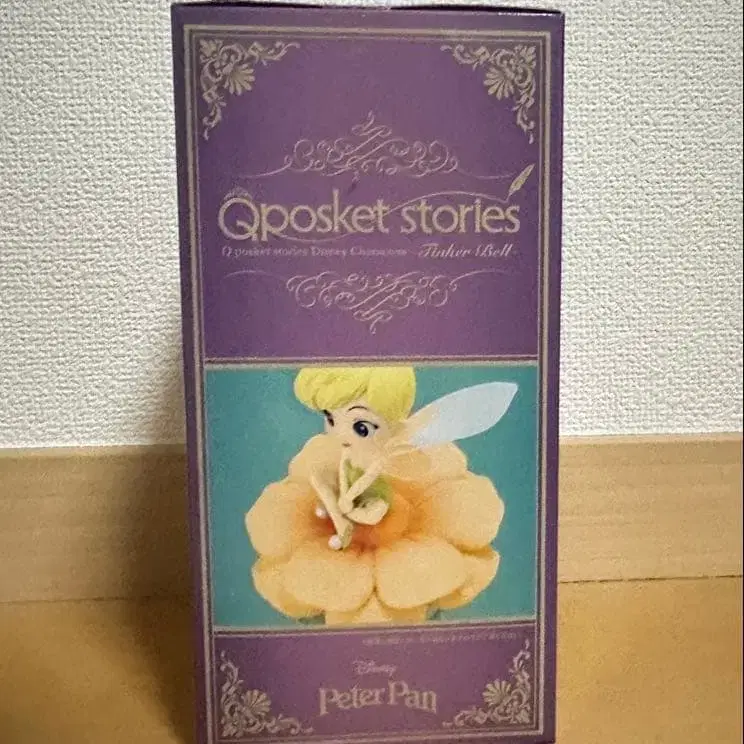 Qposket stories
Q posket stories Disney Characters -Tinker Bell-
Disney
Peter Pan